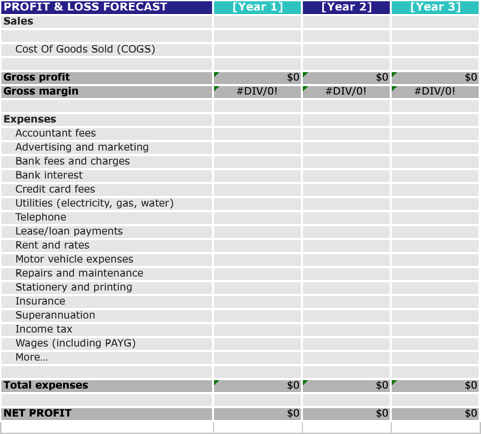 PROFIT & LOSS FORECAST [Year 1] [Year 2] [Year 3]
Sales
Cost Of Goods Sold (COGS)
Gross profit $0 $0 $0
Gross margin #DIV/0! #DIV/0! #DIV/0!
Expenses
Accountant fees
Advertising and marketing
Bank fees and charges
Bank interest
Credit card fees
Utilities (electricity, gas, water)
Telephone
Lease/loan payments
Rent and rates
Motor vehicle expenses
Repairs and maintenance
Stationery and printing
Insurance
Superannuation
Income tax
Wages (including PAYG)
More…
Total expenses $0 $0 $0
NET PROFIT $0 $0 $0